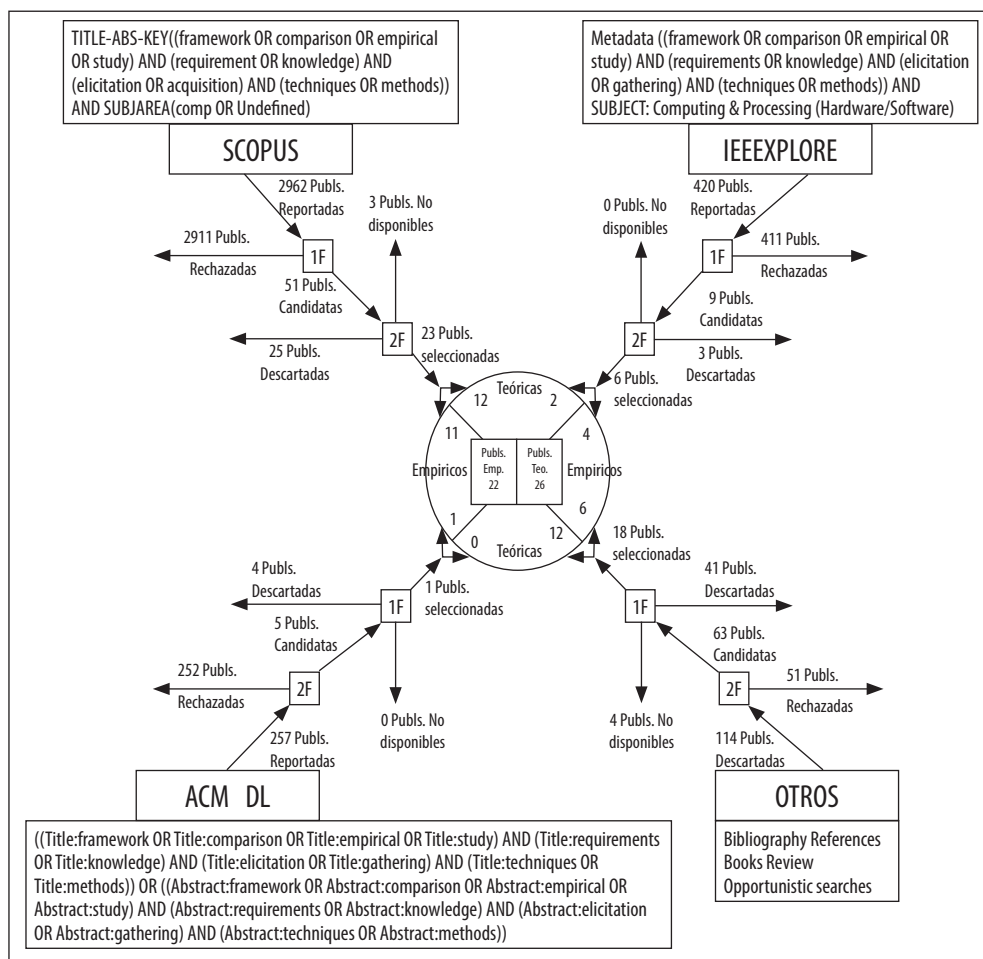 TITLE-ABS-KEY((framework OR comparison OR empirical
OR study) AND (requirement OR knowledge) AND
(elicitation OR acquisition) AND (techniques OR methods))
AND SUBJAREA(comp OR Undefined)
SCOPUS
Metadata ((framework OR comparison OR empirical OR
study) AND (requirements OR knowledge) AND (elicitation
OR gathering) AND (techniques OR methods)) AND
SUBJECT: Computing & Processing (Hardware/Software)
IEEEXPLORE
2962 Publs.
Reportadas
3 Publs. No
disponibles
2911 Publs.
Rechazadas
1F
51 Publs.
Candidatas
2F
23 Publs.
seleccionadas
25 Publs.
Descartadas
420 Publs.
Reportadas
0 Publs. No
disponibles
1F
411 Publs.
Rechazadas
9 Publs.
Candidatas
2F
3 Publs.
Descartadas
6 Publs.
seleccionadas
Teóricas
12
2
11
4
Empiricos
Publs.
Emp.
22
Publs.
Teo.
26
Empiricos
1
6
0
12
Teóricas
4 Publs.
Descartadas
1F
1 Publs.
seleccionadas
5 Publs.
Candidatas
252 Publs.
Rechazadas
2F
0 Publs. No
disponibles
257 Publs.
Reportadas
18 Publs.
seleccionadas
41 Publs.
Descartadas
1F
63 Publs.
Candidatas
2F
51 Publs.
Rechazadas
4 Publs. No
disponibles
114 Publs.
Descartadas
ACM DL
((Title:framework OR Title:comparison OR Title:empirical OR Title:study) AND (Title:requirements
OR Title:knowledge) AND (Title:elicitation OR Title:gathering) AND (Title:techniques OR
Title:methods)) OR ((Abstract:framework OR Abstract:comparison OR Abstract:empirical OR
Abstract:study) AND (Abstract:requirements OR Abstract:knowledge) AND (Abstract:elicitation
OR Abstract:gathering) AND (Abstract:techniques OR Abstract:methods))
OTROS
Bibliography References
Books Review
Opportunistic searches